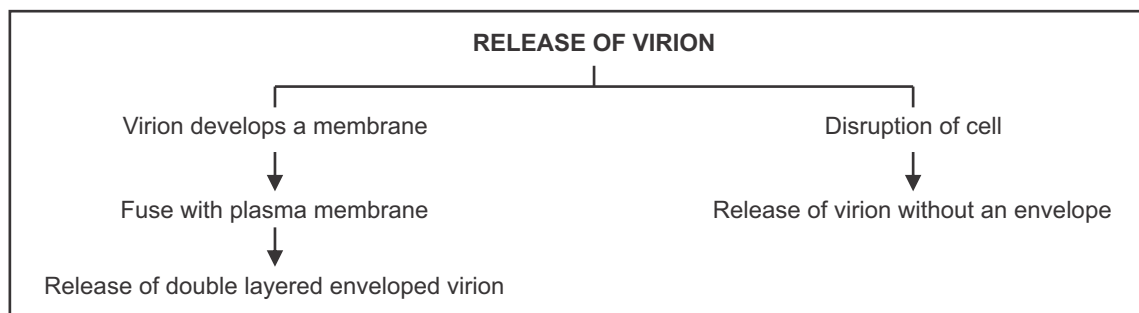 RELEASE OF VIRION
Virion develops a membrane
Disruption of cell
Fuse with plasma membrane
Release of virion without an envelope
Release of double layered enveloped virion